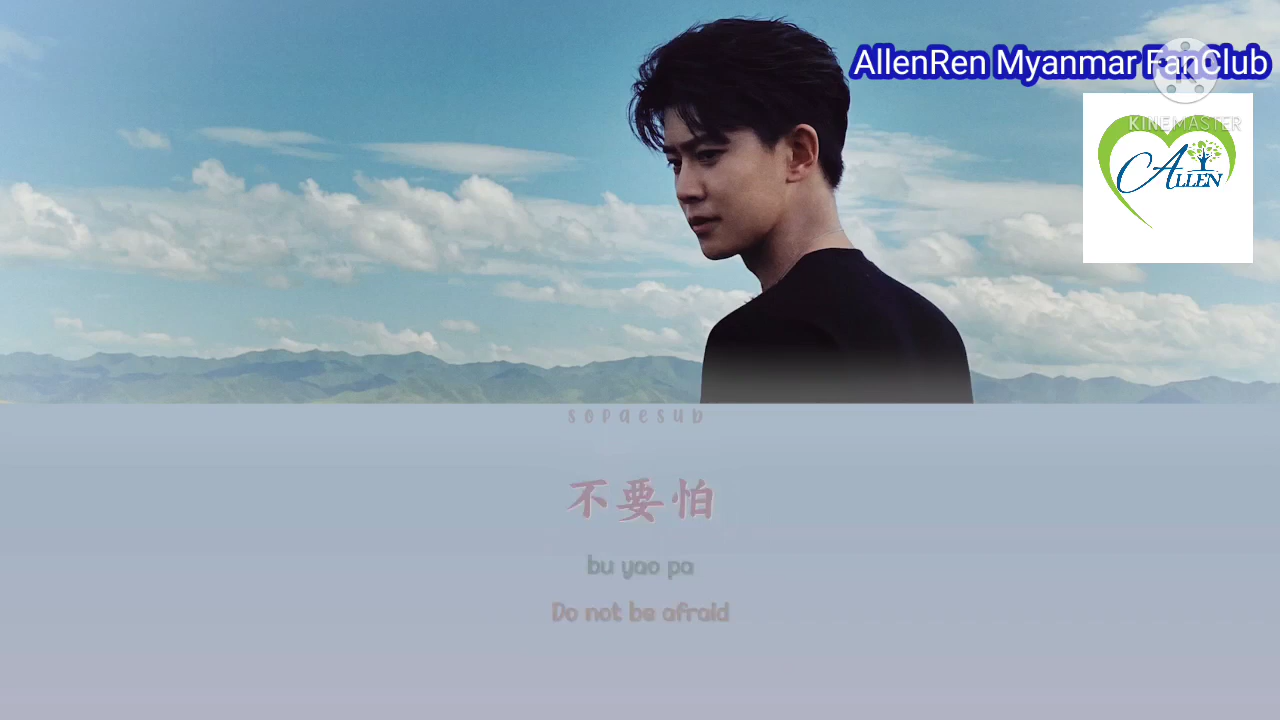 AllenRen Myanmar FanClub
K
KINEMASTER
ALLEN
sopaesub
不要怕
bu yao pa
Do not be afraid